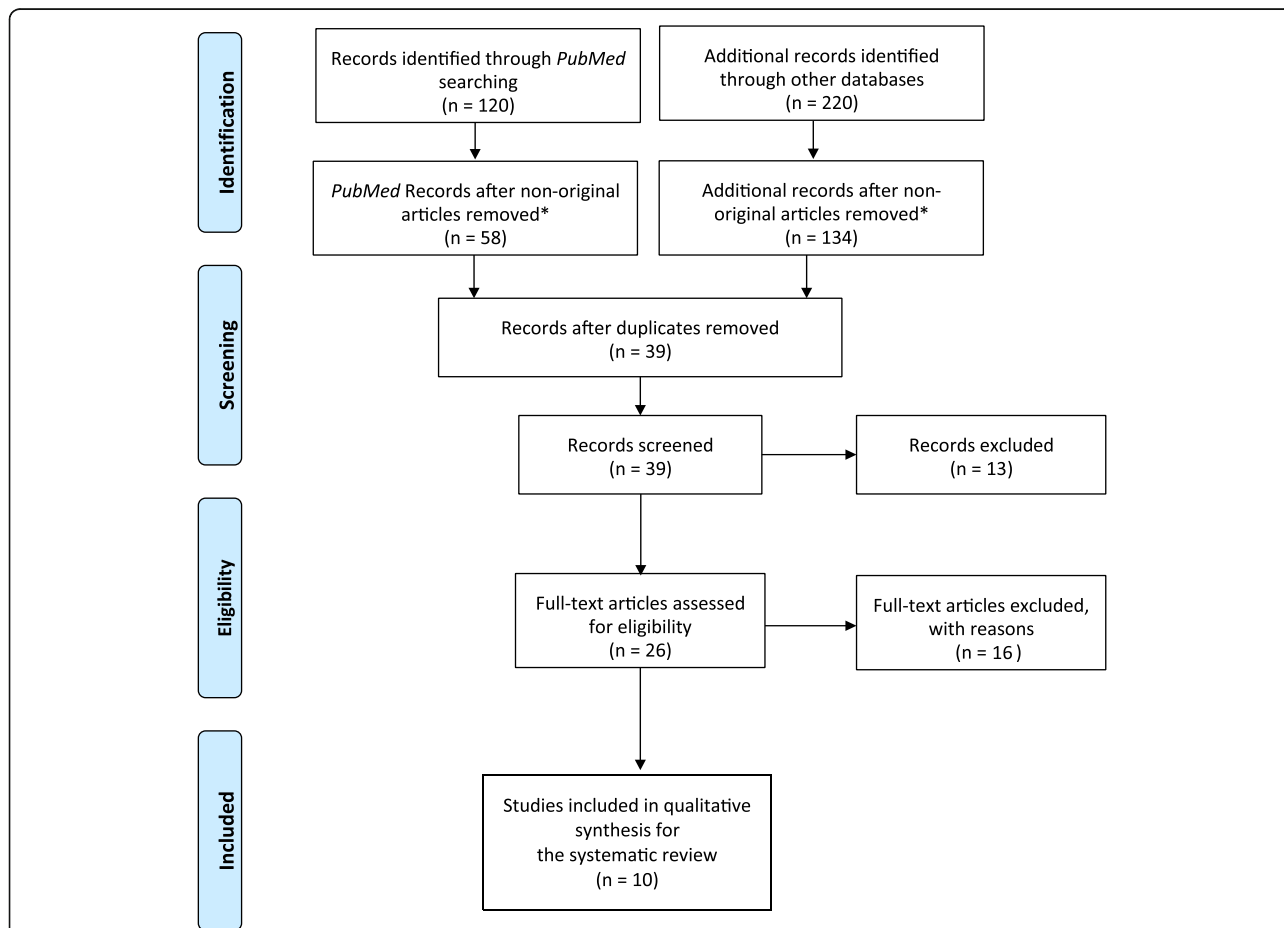 Identification
Records identified through PubMed
searching
(n = 120)
Additional records identified
through other databases
(n = 220)
PubMed Records after non-original
articles removed*
(n = 58)
Additional records after non-
original articles removed*
(n = 134)
Screening
Records after duplicates removed
(n = 39)
Records screened
(n = 39)
Records excluded
(n = 13)
Eligibility
Full-text articles assessed
for eligibility
(n = 26)
Full-text articles excluded,
with reasons
(n = 16 )
Included
Studies included in qualitative
synthesis for
the systematic review
(n = 10)